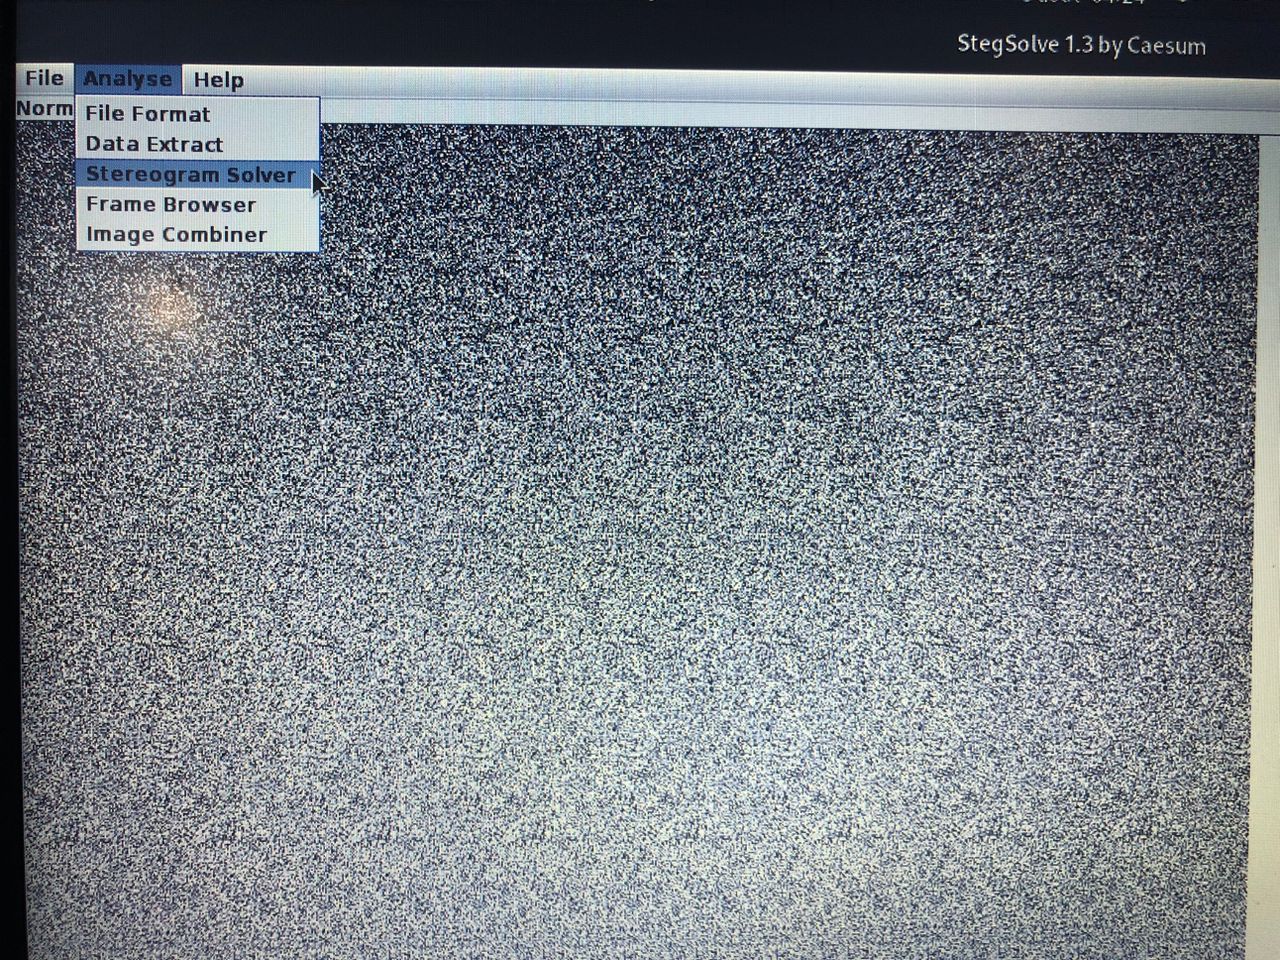 StegSolve 1.3 by Caesum
File Analyse Help
Norm
File Format
Data Extract
Stereogram Solver
Frame Browser
Image Combiner